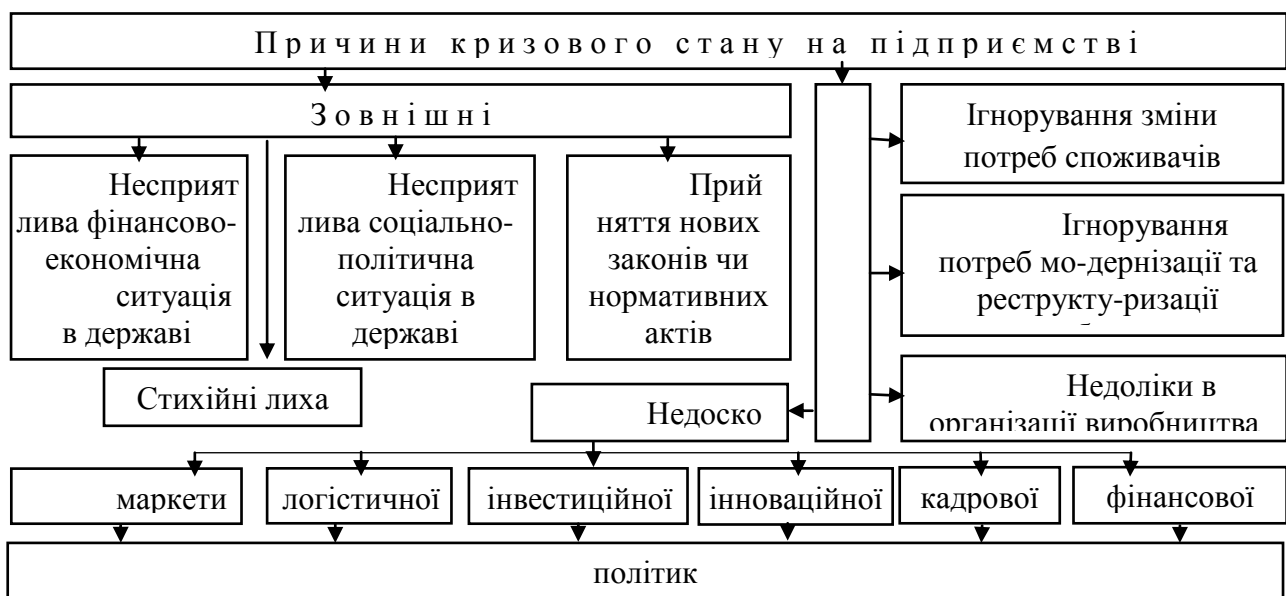 Причини кризового стану на підприємстві
Зовнішні
Несприят
лива фінансово-
економічна
ситуація
в державі
Несприят
лива соціально-
політична
ситуація в
державі
Прий
няття нових
законів чи
нормативних
актів
Стихійні лиха
Ігнорування зміни
потреб споживачів
Ігнорування
потреб мо-дернізації та
реструкту-ризації
Недоліки в
організації виробництва
Недоско
маркети
логістичної
інвестиційної
інноваційної
кадрової
фінансової
політик